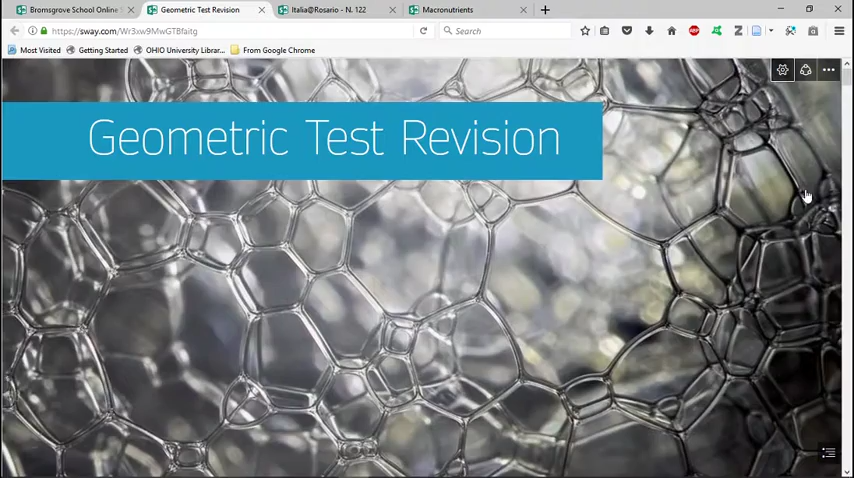 Bromsgrove School Online S
Geometric Test Revision
Italia@Rosario - N. 122
Macronutrients
https://sway.com/Wr3xw9MwGTBfaitg
Search
Most Visited
Getting Started
OHIO University Librar...
From Google Chrome
Geometric Test Revision